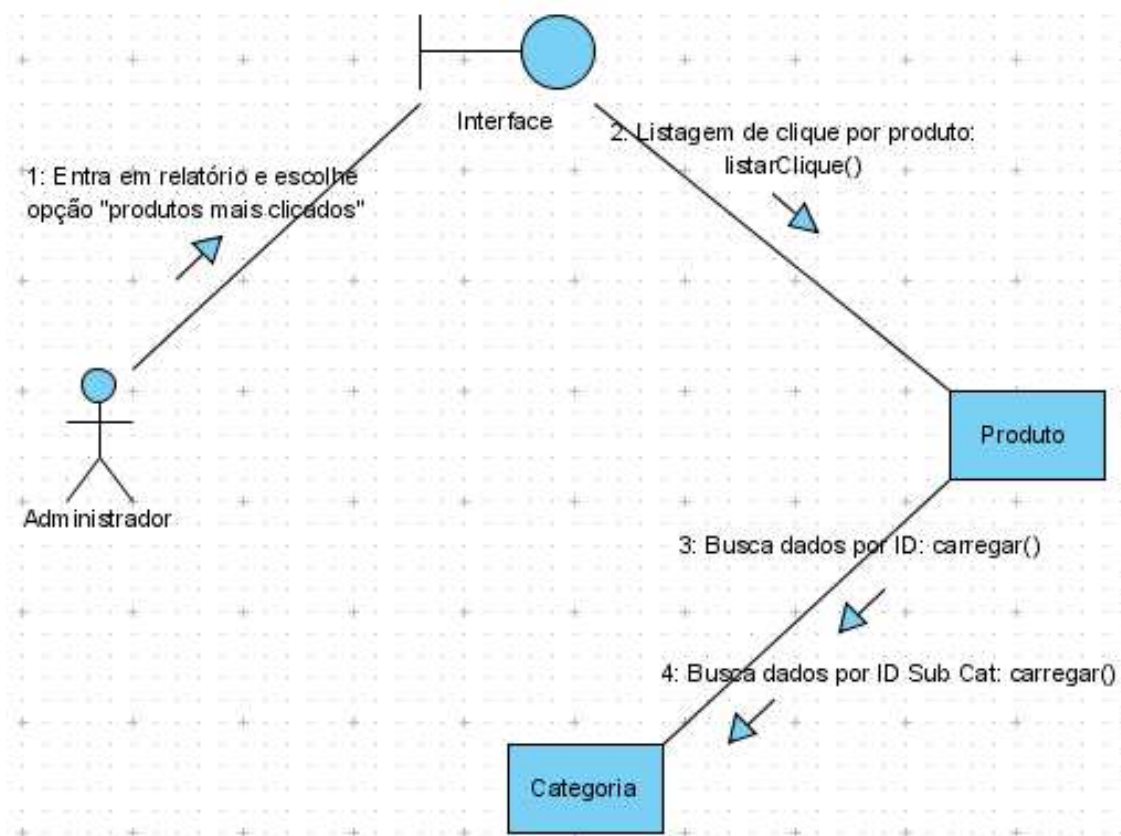 Interface
2: Listagem de clique por produto:
listarClique()
1: Entra em relatório e escolhe
opção "produtos mais clicados"
Produto
Administrador
3: Busca dados por ID: carregar()
4: Busca dados por ID Sub Cat: carregar()
Categoria